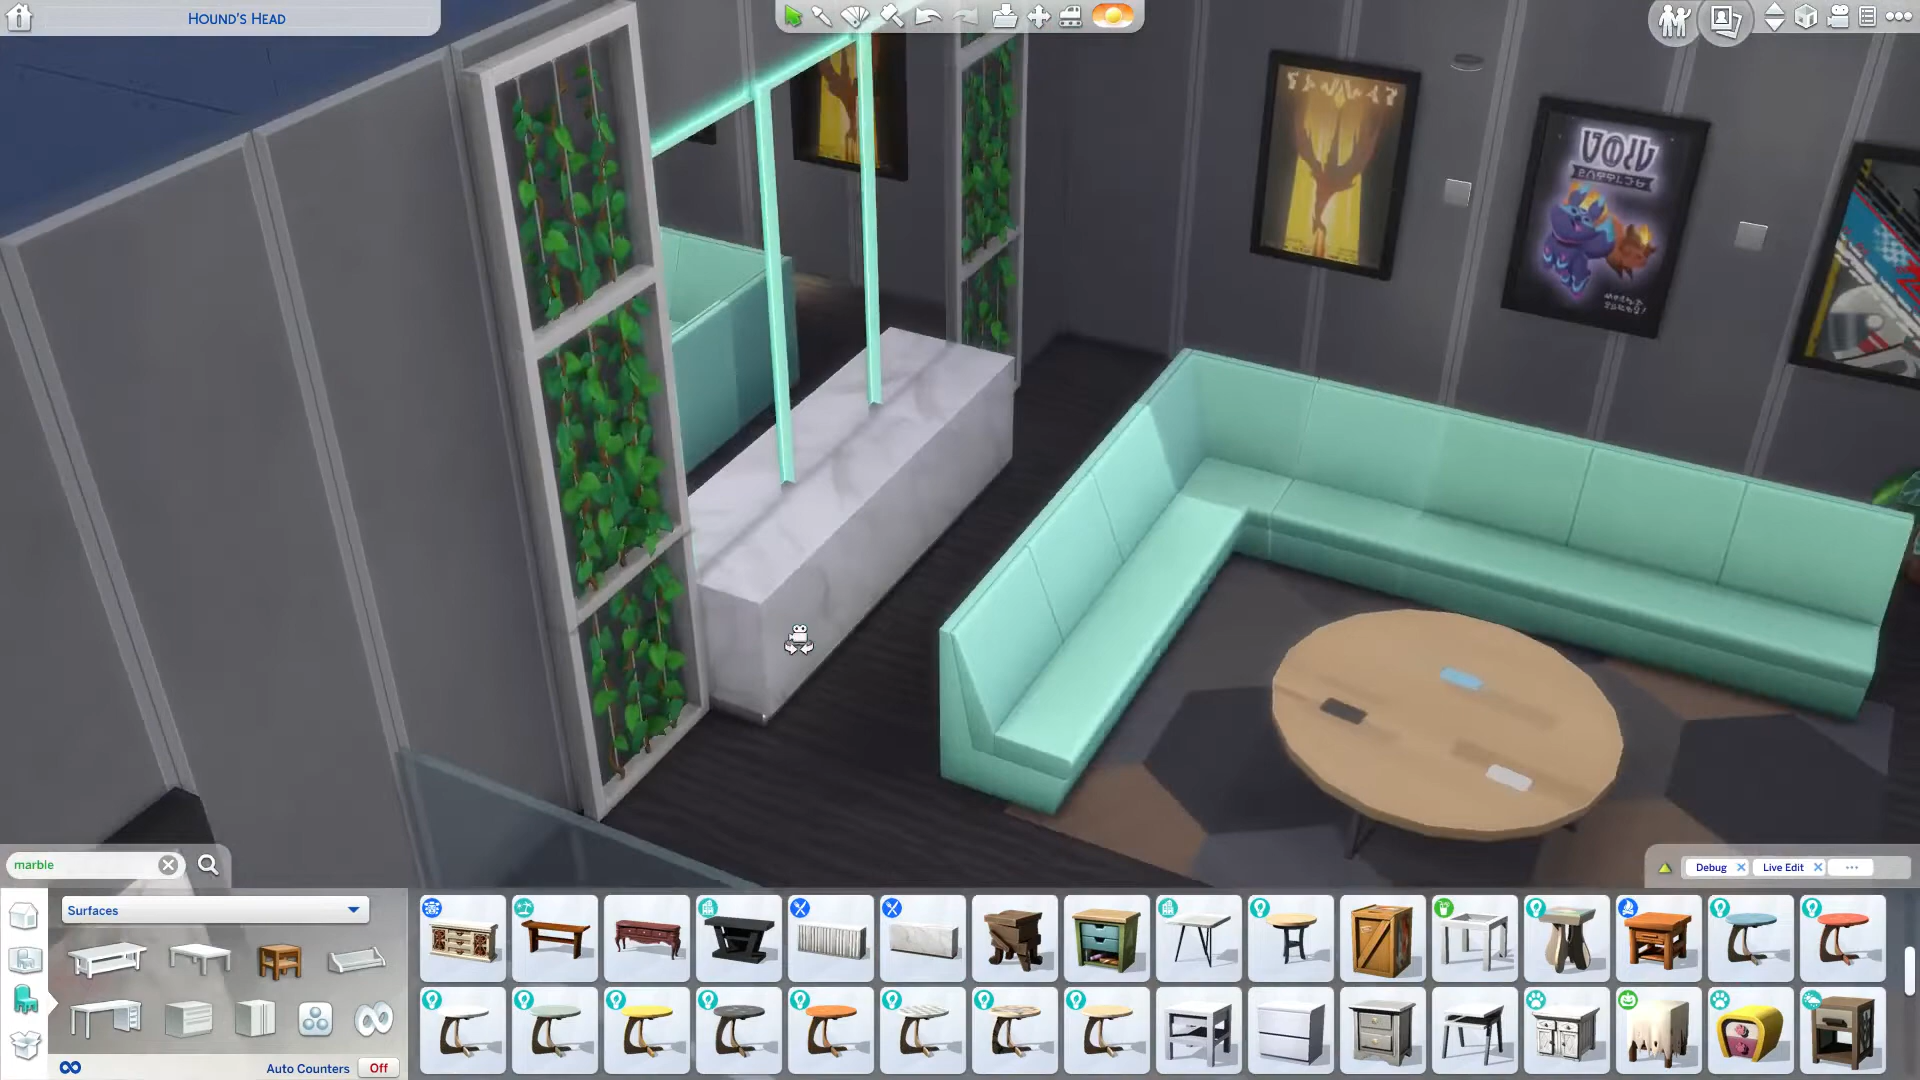 HOUND'S HEAD
marble
Debug
Live Edit
Surfaces
Auto Counters
Off